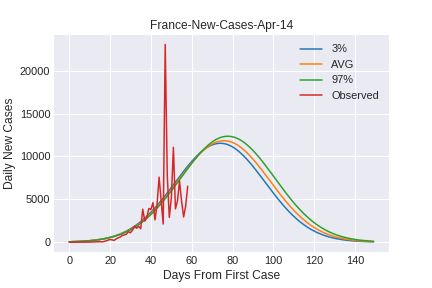 France-New-Cases-Apr-14
3%
AVG
97%
Observed
Daily New Cases
20000
15000
10000
5000
0
0 20 40 60 80 100 120 140
Days From First Case